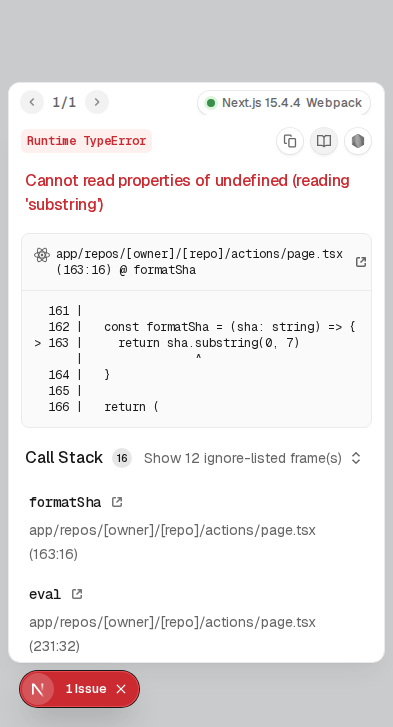 1/1
Next.js 15.4.4 Webpack
Runtime TypeError
Cannot read properties of undefined (reading
'substring')
app/repos/[owner]/[repo]/actions/page.tsx
(163:16) @ formatSha
161 |
162 |   const formatSha = (sha: string) => {
> 163 |     return sha.substring(0, 7)
|                ^
164 |   }
165 |
166 |   return (
Call Stack 16 Show 12 ignore-listed frame(s)
formatSha
app/repos/[owner]/[repo]/actions/page.tsx
(163:16)
eval
app/repos/[owner]/[repo]/actions/page.tsx
(231:32)
N 1 Issue